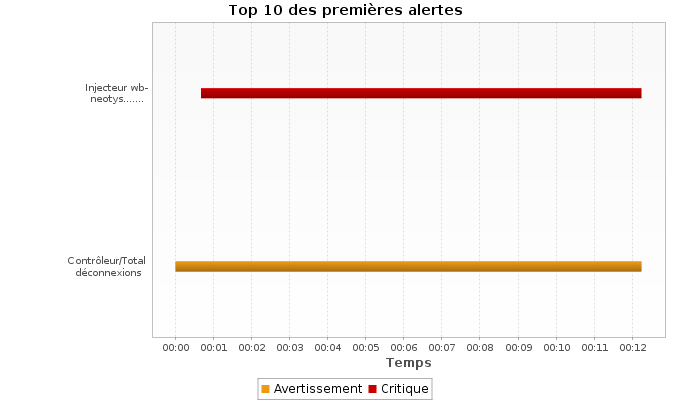 Top 10 des premières alertes
Injecteur wb-
neotys.......
Contrôleur/Total
déconnexions
00:00 00:01 00:02 00:03 00:04 00:05 00:06 00:07 00:08 00:09 00:10 00:11 00:12
Temps
Avertissement Critique